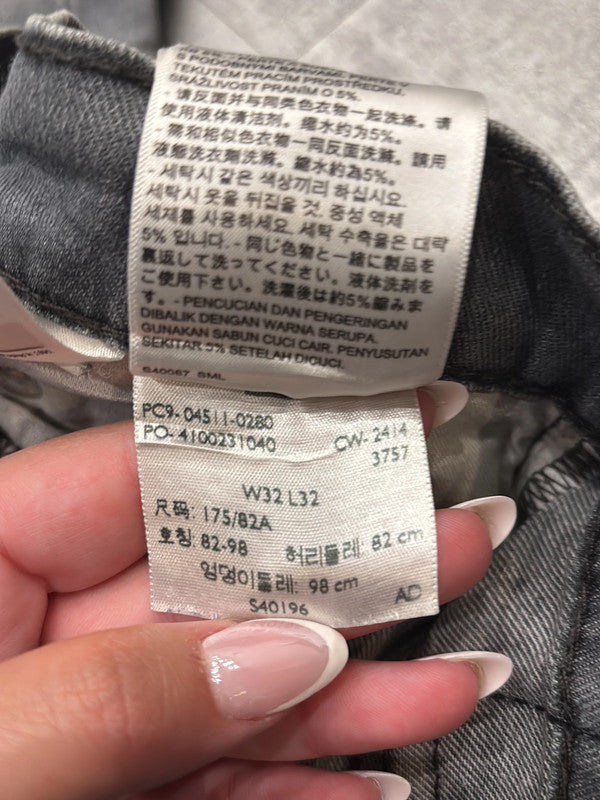 S PODOBNÝMI BARVAMI. PERTE V
TEKUTÉM PRACÍM PROSTŘEDKU.
SRÁŽLIVOST PRANÍM O 5%.
- 请反面并与同类色衣物一起洗涤。请
使用液体清洁剂。缩水约为5%。
- 需和相似色衣物一同反面洗滌。請用
液態洗衣劑洗滌。縮水約為5%。
- 세탁시 같은 색상끼리 하십시요.
세탁시 옷을 뒤집을 것. 중성 액체
세제를 사용하세요. 세탁 수축율은 대략
5% 입니다. - 同じ色物と一緒に製品を
裏返して洗ってください。液体洗剤を
ご使用下さい。洗濯後は約5%縮みま
す。- PENCUCIAN DAN PENGERINGAN
DIBALIK DENGAN WARNA SERUPA.
GUNAKAN SABUN CUCI CAIR. PENYUSUTAN
SEKITAR 5% SETELAH DICUCI.
S40067 SML
PC9- 04511-0280
PO- 4100231040
CW- 2414
3757
W32 L32
尺码: 175/82A
호칭: 82-98 허리둘레: 82 cm
엉덩이둘레: 98 cm
S40196 AD